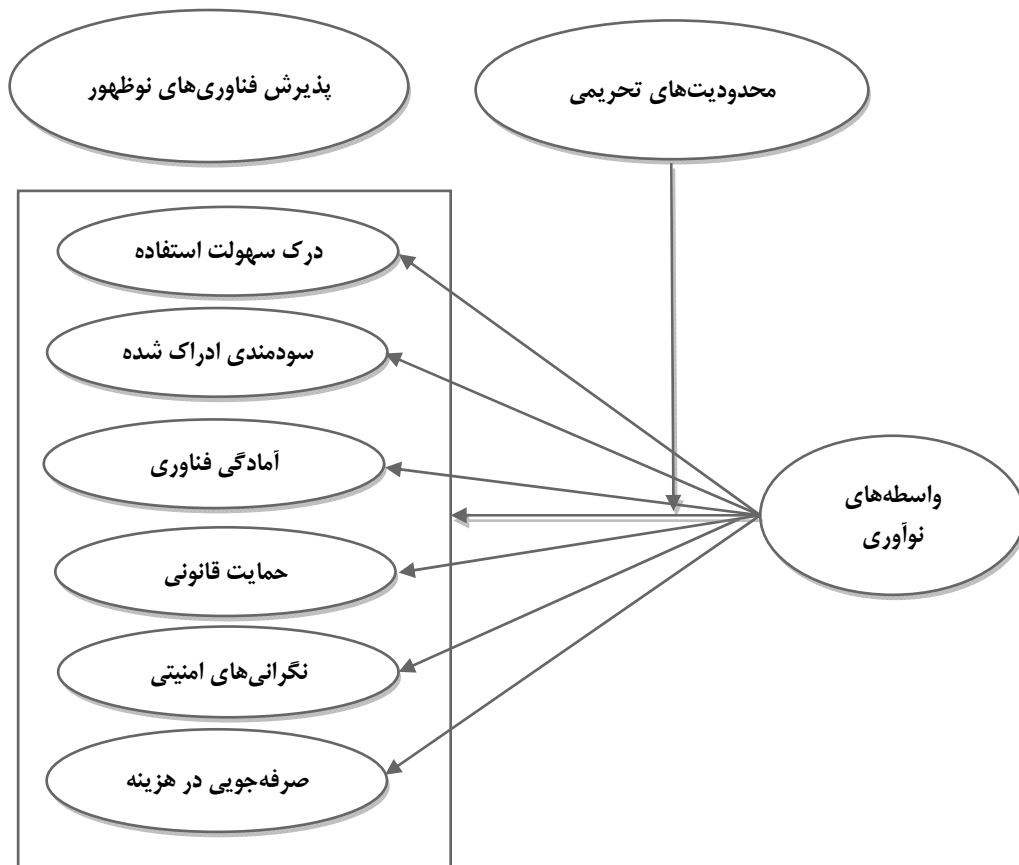 محدودیت‌های تحریمی
پذیرش فناوری‌های نوظهور
درک سهولت استفاده
سودمندی ادراک شده
آمادگی فناوری
حمایت قانونی
نگرانی‌های امنیتی
صرفه‌جویی در هزینه
واسطه‌های
نوآوری